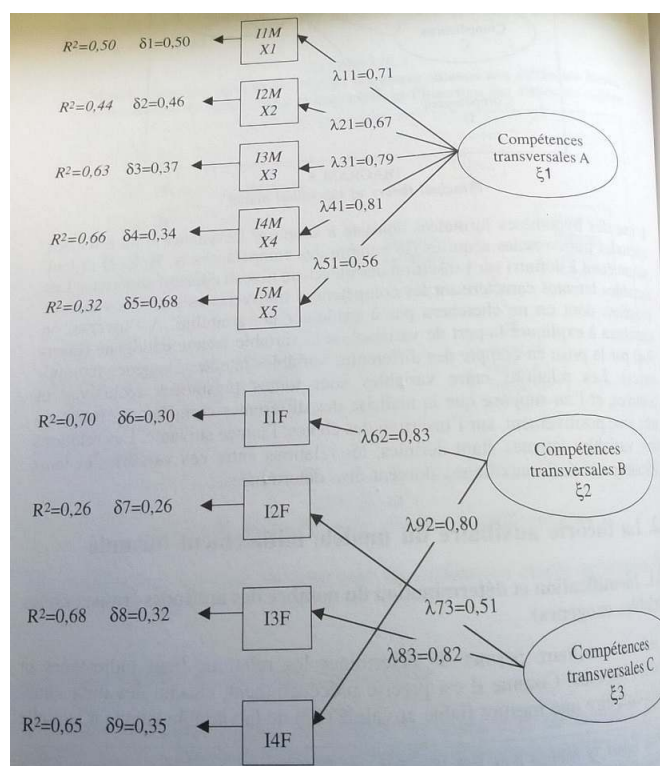 I1M
R²=0,50 δ1=0,50 X1
λ11=0,71
I2M
R²=0,44 δ2=0,46 X2
λ21=0,67
Compétences
transversales A
ξ1
I3M
R²=0,63 δ3=0,37 X3
λ31=0,79
λ41=0,81
I4M
R²=0,66 δ4=0,34 X4
λ51=0,56
I5M
R²=0,32 δ5=0,68 X5
R²=0,70 δ6=0,30 I1F
λ62=0,83
Compétences
transversales B
ξ2
R²=0,26 δ7=0,26 I2F
λ92=0,80
λ73=0,51
R²=0,68 δ8=0,32 I3F
λ83=0,82
Compétences
transversales C
ξ3
R²=0,65 δ9=0,35 I4F